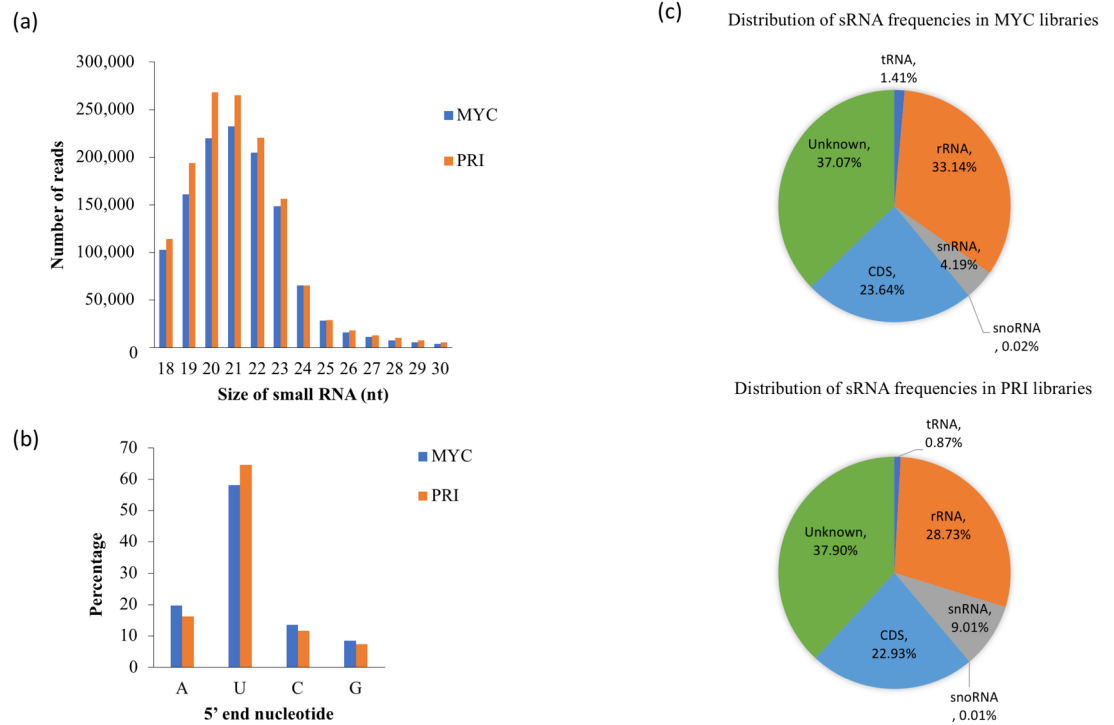 (a)
300,000
250,000
200,000
150,000
100,000
50,000
0
Number of reads
18 19 20 21 22 23 24 25 26 27 28 29 30
Size of small RNA (nt)
MYC
PRI
(b)
70
60
50
40
30
20
10
0
Percentage
A U C G
5’ end nucleotide
MYC
PRI
(c)
Distribution of sRNA frequencies in MYC libraries
tRNA,
1.41%
rRNA,
33.14%
snRNA,
4.19%
snoRNA
, 0.02%
CDS,
23.64%
Unknown,
37.07%
Distribution of sRNA frequencies in PRI libraries
tRNA,
0.87%
rRNA,
28.73%
snRNA,
9.01%
snoRNA
, 0.01%
CDS,
22.93%
Unknown,
37.90%